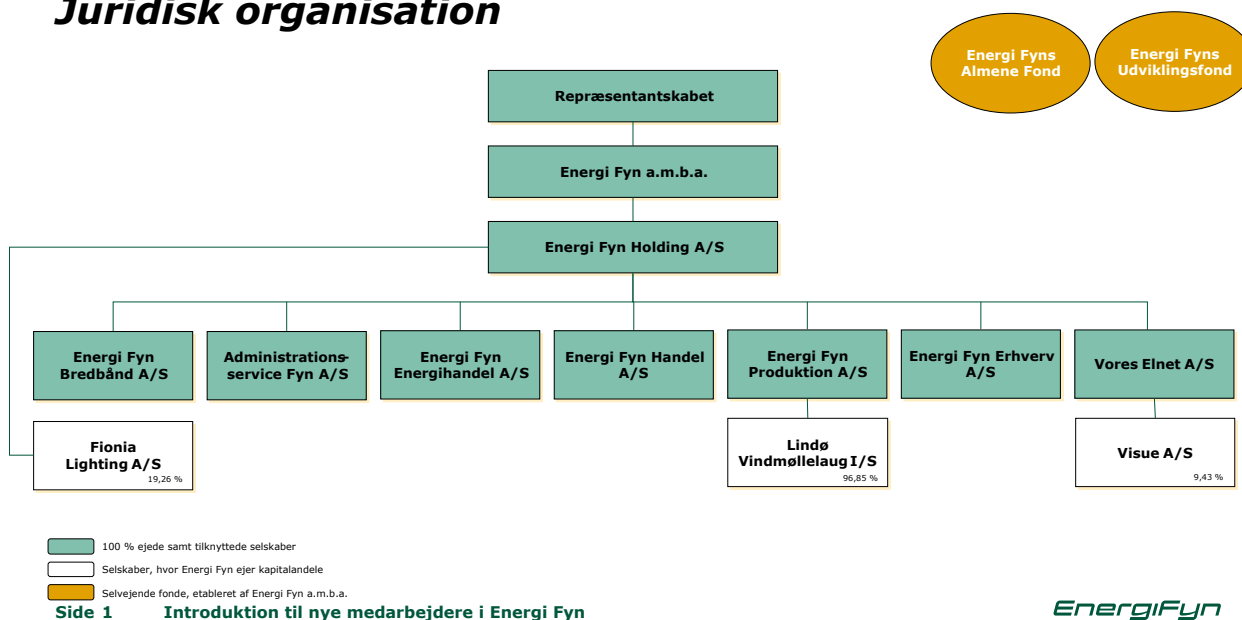 Juridisk organisation
Energi Fyns
Almene Fond
Energi Fyns
Udviklingsfond
Repræsentantskabet
Energi Fyn a.m.b.a.
Energi Fyn Holding A/S
Energi Fyn
Bredbånd A/S
Administrations-
service Fyn A/S
Energi Fyn
Energihandel A/S
Energi Fyn Handel
A/S
Energi Fyn
Produktion A/S
Energi Fyn Erhverv
A/S
Vores Elnet A/S
Fionia
Lighting A/S
19,26 %
Lindø
Vindmøllelaug I/S
96,85 %
Visue A/S
9,43 %
100 % ejede samt tilknyttede selskaber
Selskaber, hvor Energi Fyn ejer kapitalandele
Selvejende fonde, etableret af Energi Fyn a.m.b.a.
Side 1 Introduktion til nye medarbejdere i Energi Fyn
EnergiFyn